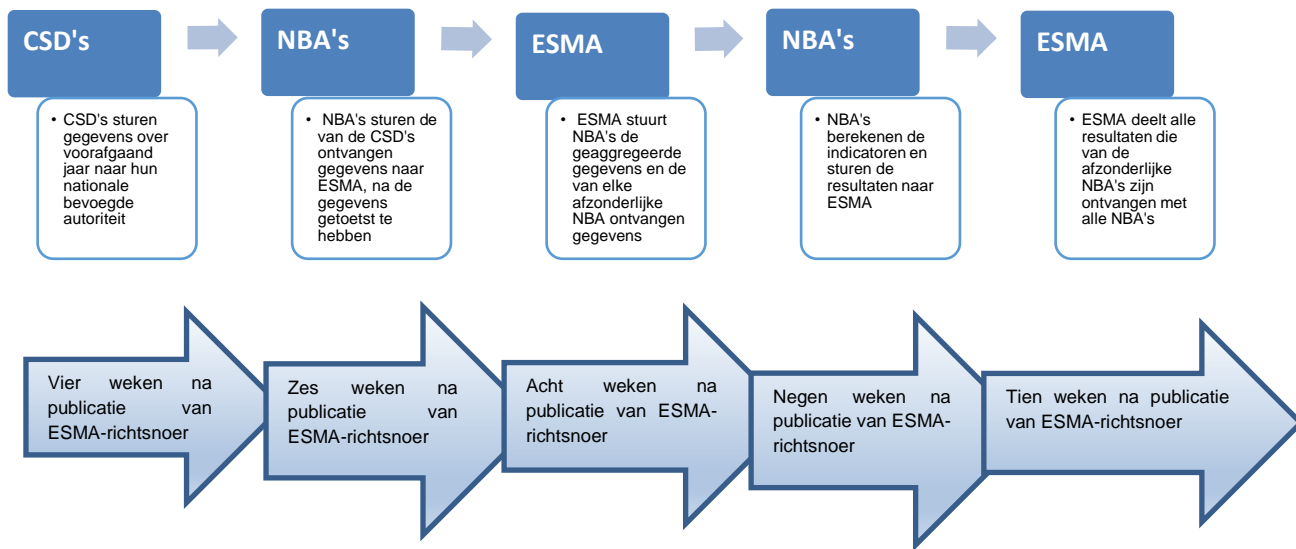 CSD's
NBA's
ESMA
NBA's
ESMA
• CSD's sturen
gegevens over
voorafgaand
jaar naar hun
nationale
bevoegde
autoriteit
• NBA's sturen de
van de CSD's
ontvangen
gegevens naar
ESMA, na de
gegevens
getoetst te
hebben
• ESMA stuurt
NBA's de
geaggregeerde
gegevens en de
van elke
afzonderlijke
NBA ontvangen
gegevens
• NBA's
berekenen de
indicatoren en
sturen de
resultaten naar
ESMA
• ESMA deelt alle
resultaten die
van de
afzonderlijke
NBA's zijn
ontvangen met
alle NBA's
Vier weken na
publicatie van
ESMA-richtsnoer
Zes weken na
publicatie van
ESMA-richtsnoer
Acht weken na
publicatie van ESMA-
richtsnoer
Negen weken na
publicatie van ESMA-
richtsnoer
Tien weken na publicatie
van ESMA-richtsnoer